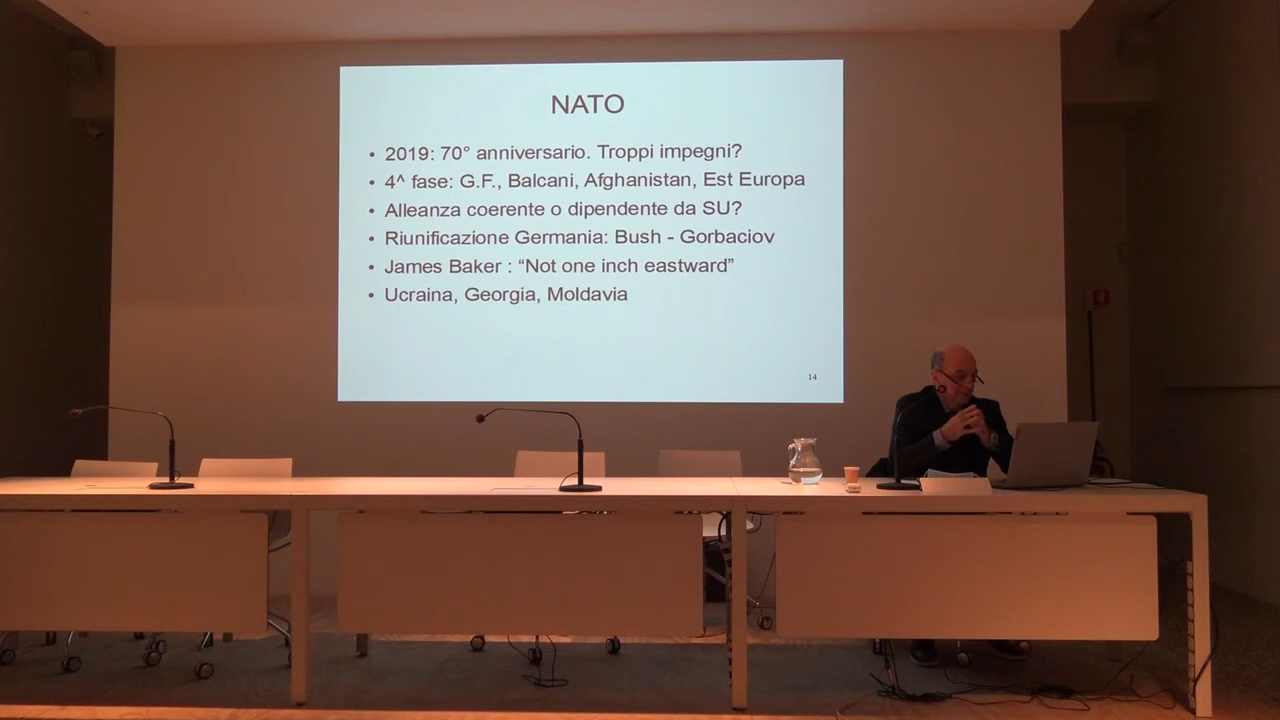 NATO
• 2019: 70° anniversario. Troppi impegni?
• 4^ fase: G.F., Balcani, Afghanistan, Est Europa
• Alleanza coerente o dipendente da SU?
• Riunificazione Germania: Bush - Gorbaciov
• James Baker : “Not one inch eastward”
• Ucraina, Georgia, Moldavia
14